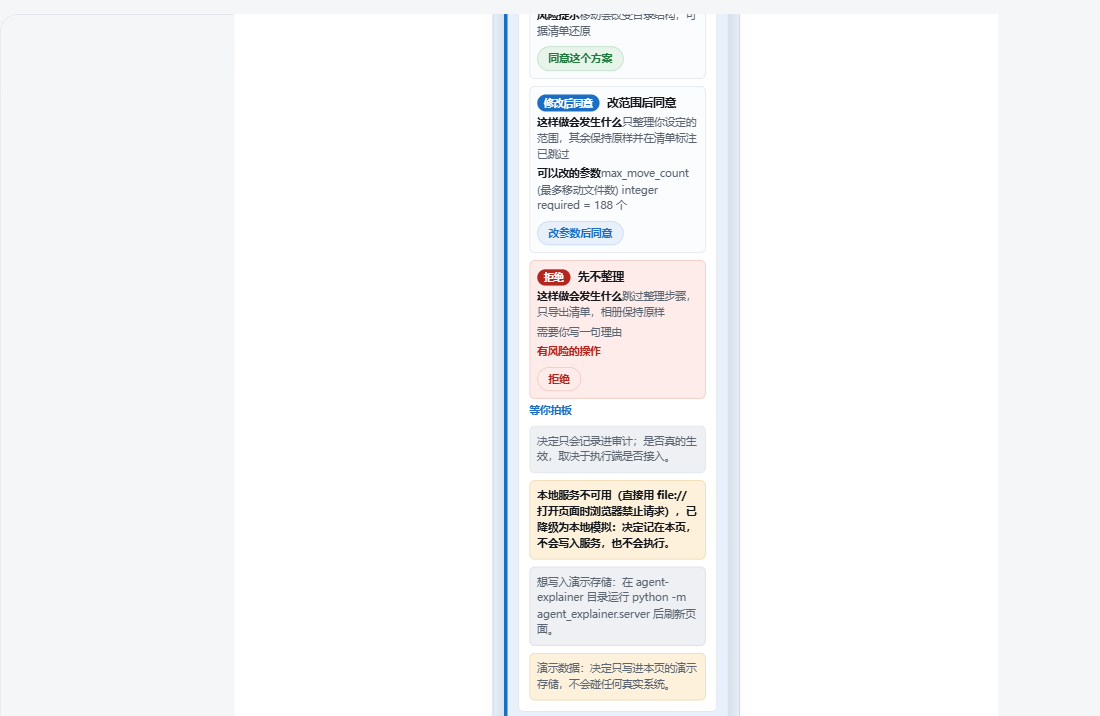 风险提示移动会改变目录结构，可
据清单还原
同意这个方案
修改后同意 改范围后同意
这样做会发生什么只整理你设定的
范围，其余保持原样并在清单标注
已跳过
可以改的参数max_move_count
(最多移动文件数) integer
required = 188 个
改参数后同意
拒绝 先不整理
这样做会发生什么跳过整理步骤，
只导出清单，相册保持原样
需要你写一句理由
有风险的操作
拒绝
等你拍板
决定只会记录进审计；是否真的生
效，取决于执行端是否接入。
本地服务不可用（直接用 file://
打开页面时浏览器禁止请求），已
降级为本地模拟：决定记在本页，
不会写入服务，也不会执行。
想写入演示存储：在 agent-
explainer 目录运行 python -m
agent_explainer.server 后刷新页
面。
演示数据：决定只写进本页的演示
存储，不会碰任何真实系统。